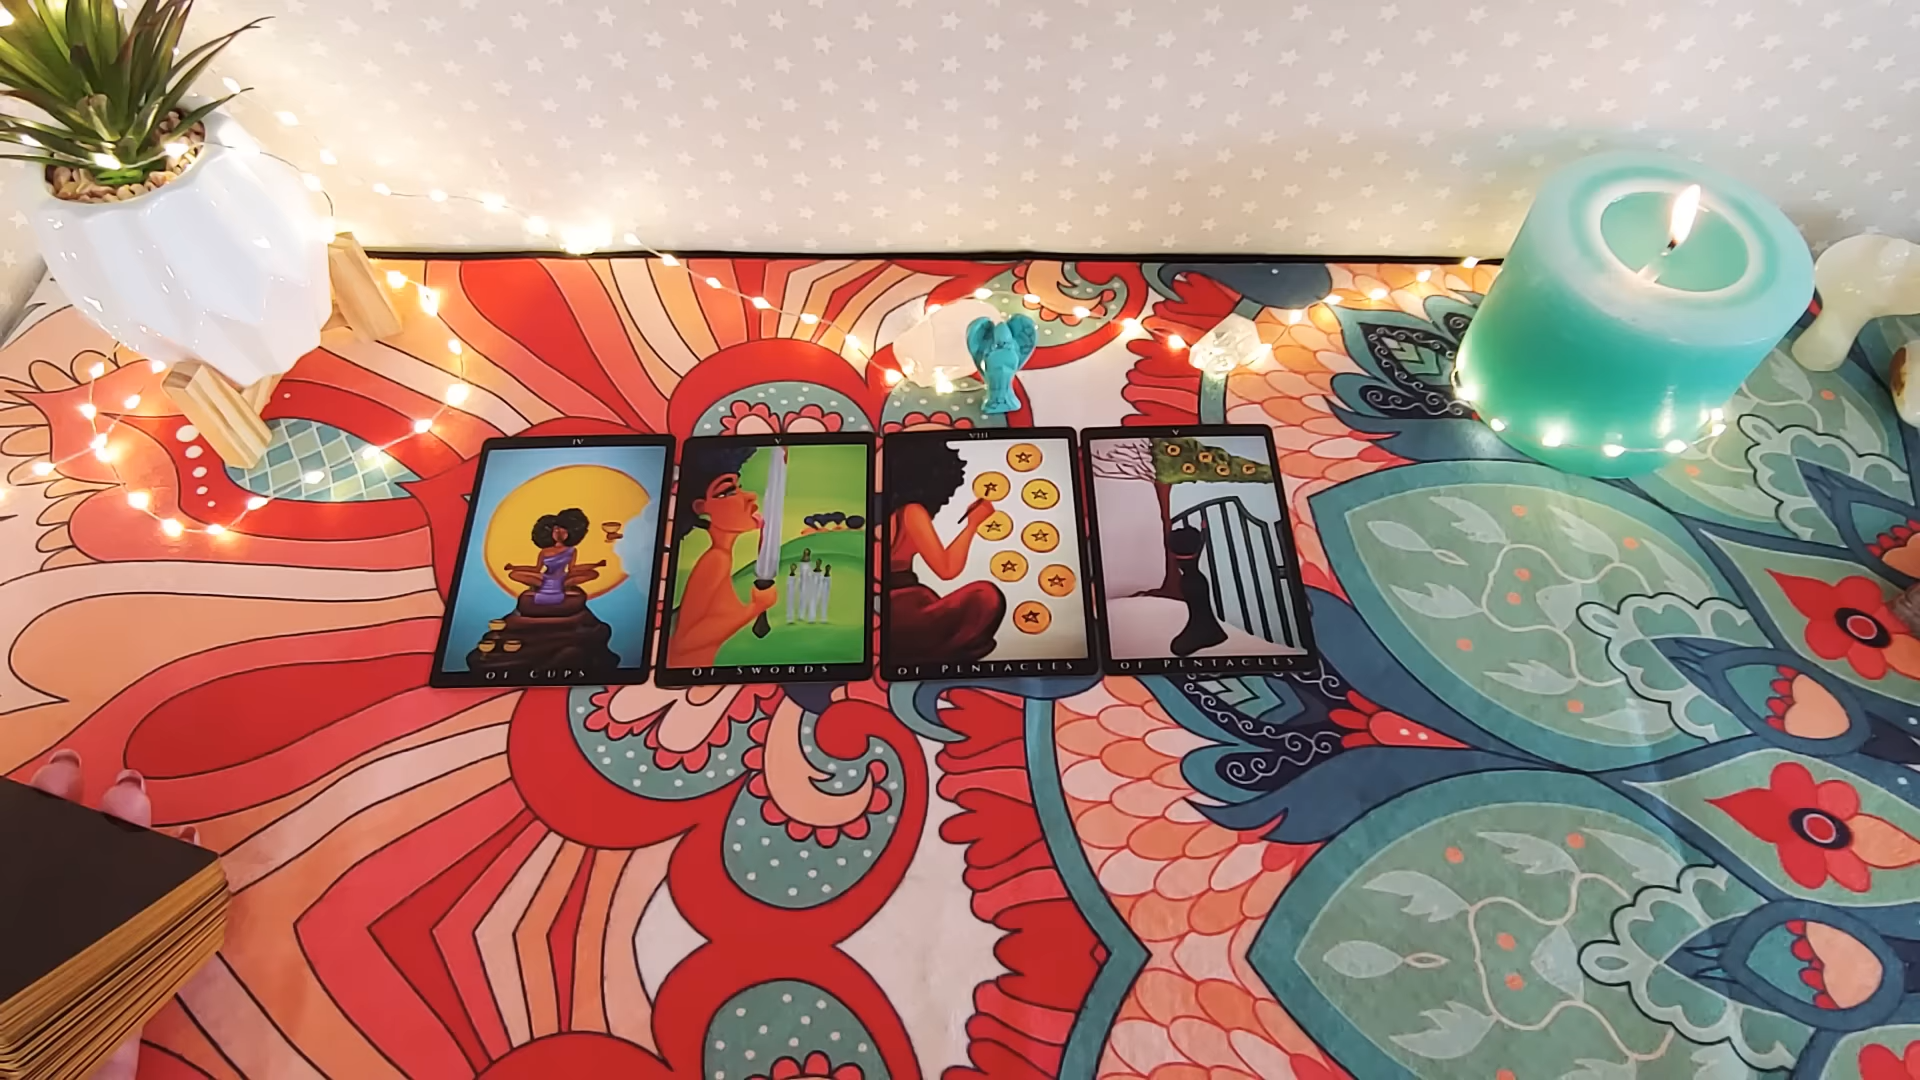 IV
OF CUPS
V
OF SWORDS
VIII
OF PENTACLES
V
OF PENTACLES